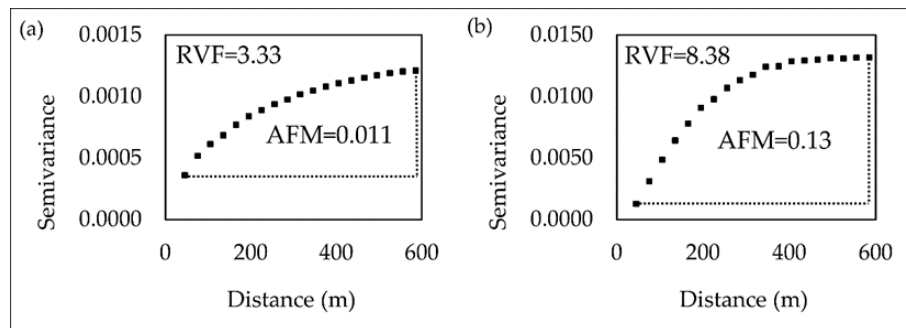 (a)
0.0015
0.0010
0.0005
0.0000
Semivariance
RVF=3.33
AFM=0.011
0 200 400 600
Distance (m)
(b)
0.0150
0.0100
0.0050
0.0000
Semivariance
RVF=8.38
AFM=0.13
0 200 400 600
Distance (m)